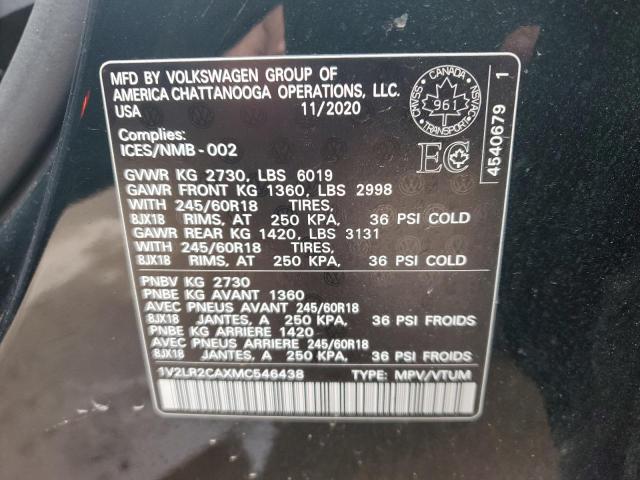 MFD BY VOLKSWAGEN GROUP OF
AMERICA CHATTANOOGA OPERATIONS, LLC.
USA 11/2020
Complies:
ICES/NMB-002
CANADA
CMVSS NSVAC
961
TRANSPORT
EC
4540679 1
GVWR KG 2730, LBS 6019
GAWR FRONT KG 1360, LBS 2998
WITH 245/60R18 TIRES,
8JX18 RIMS, AT 250 KPA, 36 PSI COLD
GAWR REAR KG 1420, LBS 3131
WITH 245/60R18 TIRES,
8JX18 RIMS, AT 250 KPA, 36 PSI COLD
PNBV KG 2730
PNBE KG AVANT 1360
AVEC PNEUS AVANT 245/60R18
8JX18 JANTES, A 250 KPA, 36 PSI FROIDS
PNBE KG ARRIERE 1420
AVEC PNEUS ARRIERE 245/60R18
8JX18 JANTES, A 250 KPA, 36 PSI FROIDS
1V2LR2CAXMC546438 TYPE: MPV/VTUM